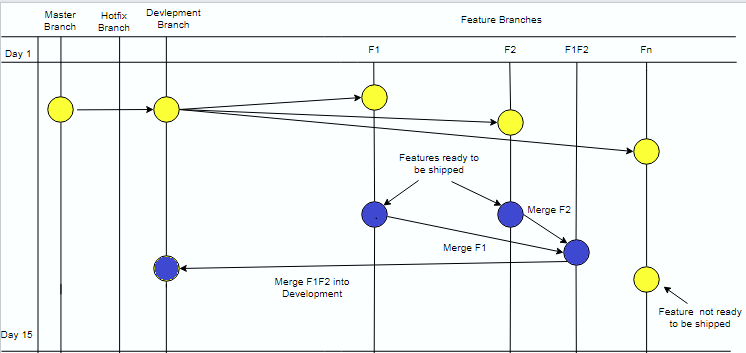 Master
Branch
Hotfix
Branch
Devlepment
Branch
Feature Branches
Day 1
F1
F2
F1F2
Fn
Features ready to
be shipped
Merge F2
Merge F1
Merge F1F2 into
Development
Feature not ready
to be shipped
Day 15